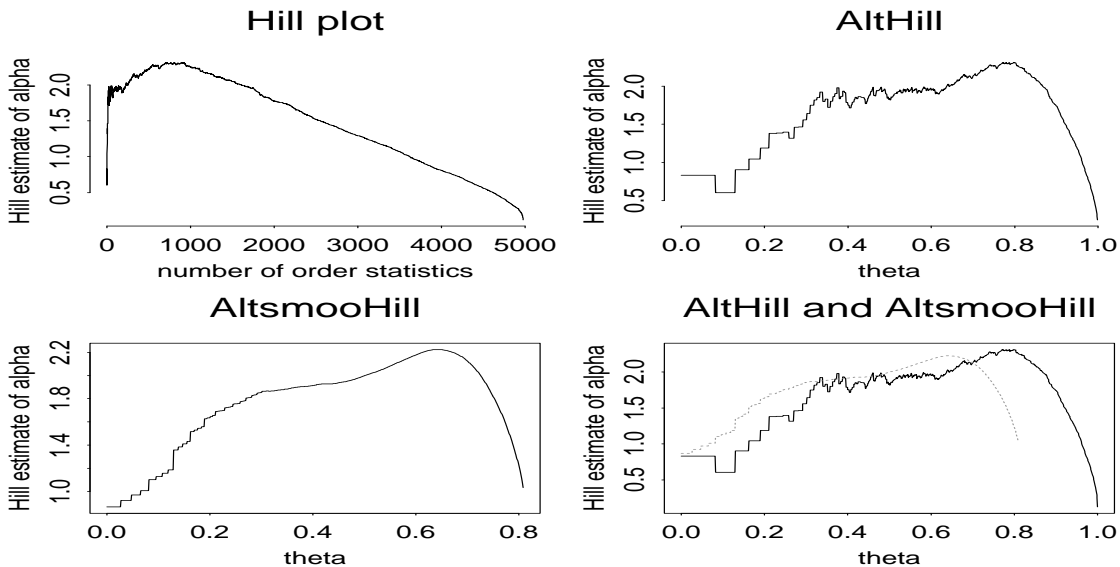 Hill plot
Hill estimate of alpha
0.5 1.0 1.5 2.0
0 1000 2000 3000 4000 5000
number of order statistics
AltHill
Hill estimate of alpha
0.5 1.0 1.5 2.0
0.0 0.2 0.4 0.6 0.8 1.0
theta
AltsmooHill
Hill estimate of alpha
1.0 1.4 1.8 2.2
0.0 0.2 0.4 0.6 0.8
theta
AltHill and AltsmooHill
Hill estimate of alpha
0.5 1.0 1.5 2.0
0.0 0.2 0.4 0.6 0.8 1.0
theta